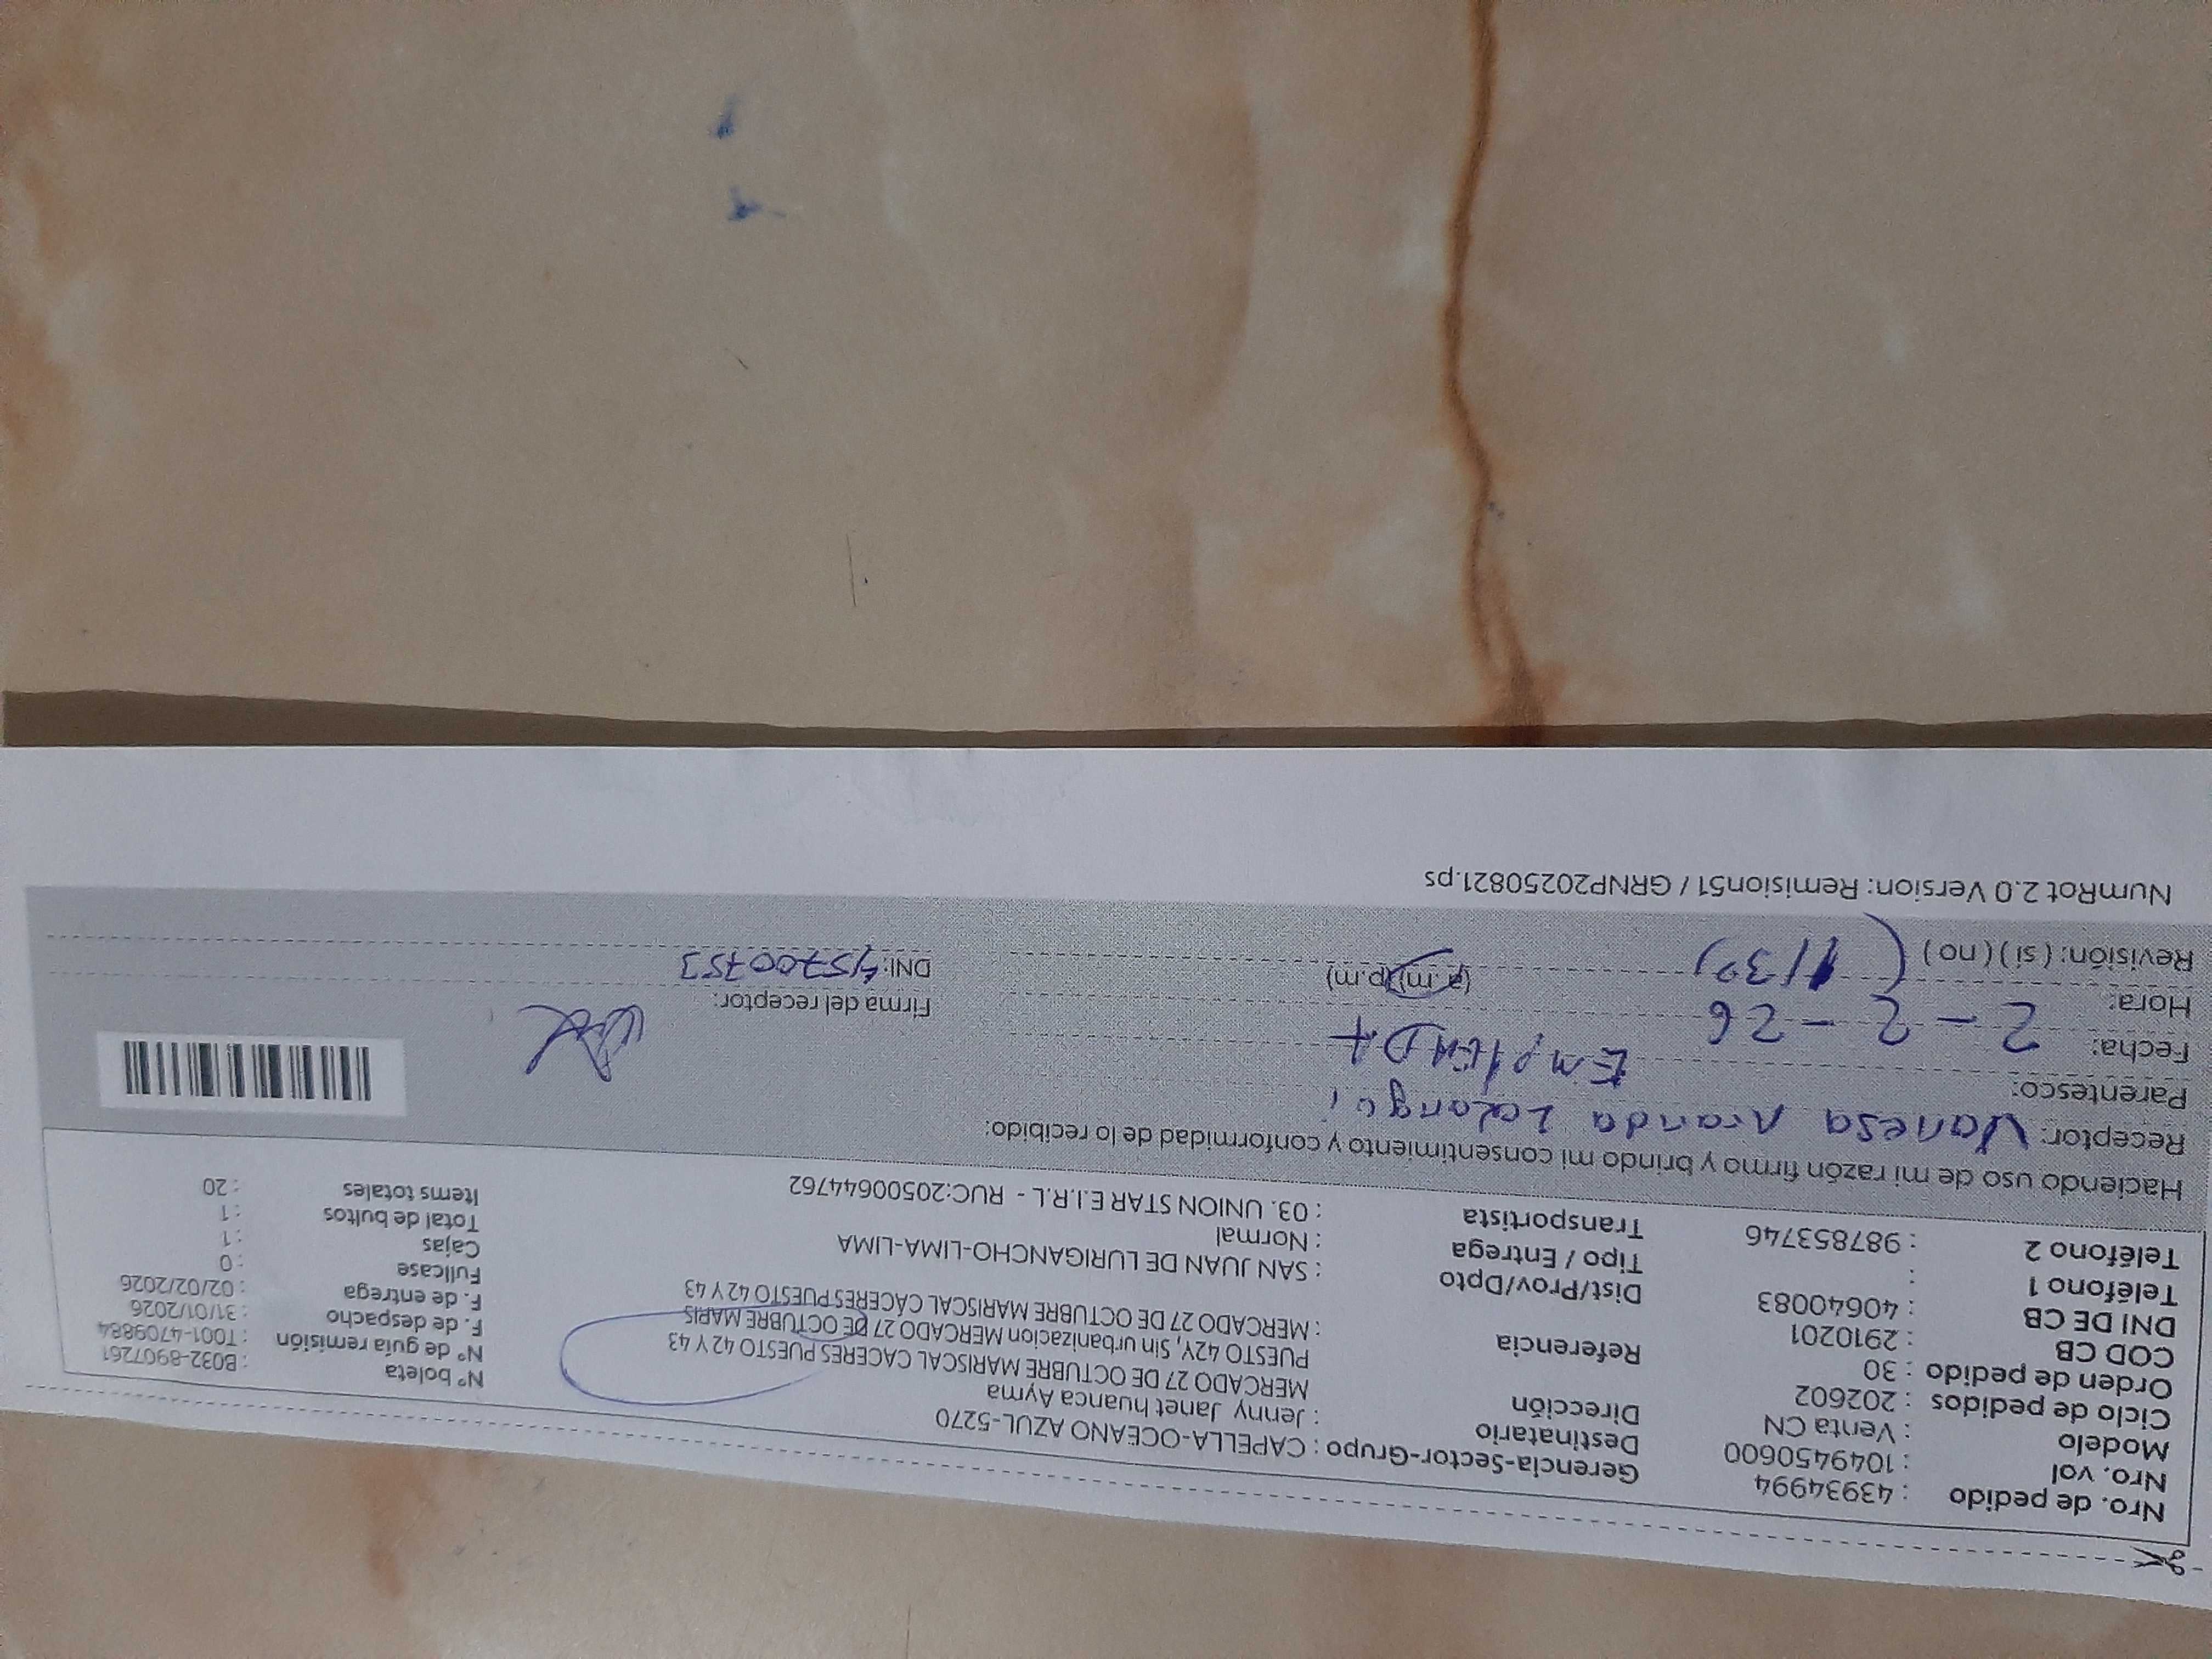 Nro. de pedido : 43934994
Nro. vol : 1049450600
Modelo : Venta CN
Ciclo de pedidos : 202602
Orden de pedido : 30
COD CB : 2910201
DNI DE CB : 40640083
Teléfono 1 :
Teléfono 2 : 987853746
Gerencia-Sector-Grupo : CAPELLA-OCEANO AZUL-5270
Destinatario : Jenny Janet huanca Ayma
Dirección MERCADO 27 DE OCTUBRE MARISCAL CACERES PUESTO 42 Y 43
PUESTO 42Y, Sin urbanizacion MERCADO 27 DE OCTUBRE MARIS
Referencia : MERCADO 27 DE OCTUBRE MARISCAL CACERES PUESTO 42 Y 43
Dist/Prov/Dpto : SAN JUAN DE LURIGANCHO-LIMA-LIMA
Tipo / Entrega : Normal
Transportista : 03. UNION STAR E.I.R.L - RUC:20500644762
N° boleta : B032-8907261
N° de guía remisión : T001-4709884
F. de despacho : 31/01/2026
F. de entrega : 02/02/2026
Fullcase : 0
Cajas : 1
Total de bultos : 1
Items totales : 20
Haciendo uso de mi razón firmo y brindo mi consentimiento y conformidad de lo recibido:
Receptor: Vanesa Aranda
Parentesco:
Fecha: 2-2-26
Hora: (a.m)(p.m)
Revisión: ( si ) ( no )
Firma del receptor:
DNI: 45700753
NumRot 2.0 Version: Remision51 / GRNP20250821.ps